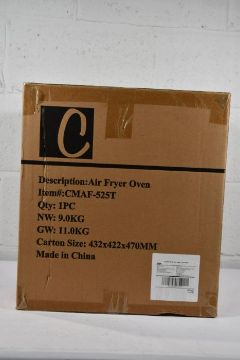 C
Description:Air Fryer Oven
Item#:CMAF-525T
Qty: 1PC
NW: 9.0KG
GW: 11.0KG
Carton Size: 432x422x470MM
Made in China